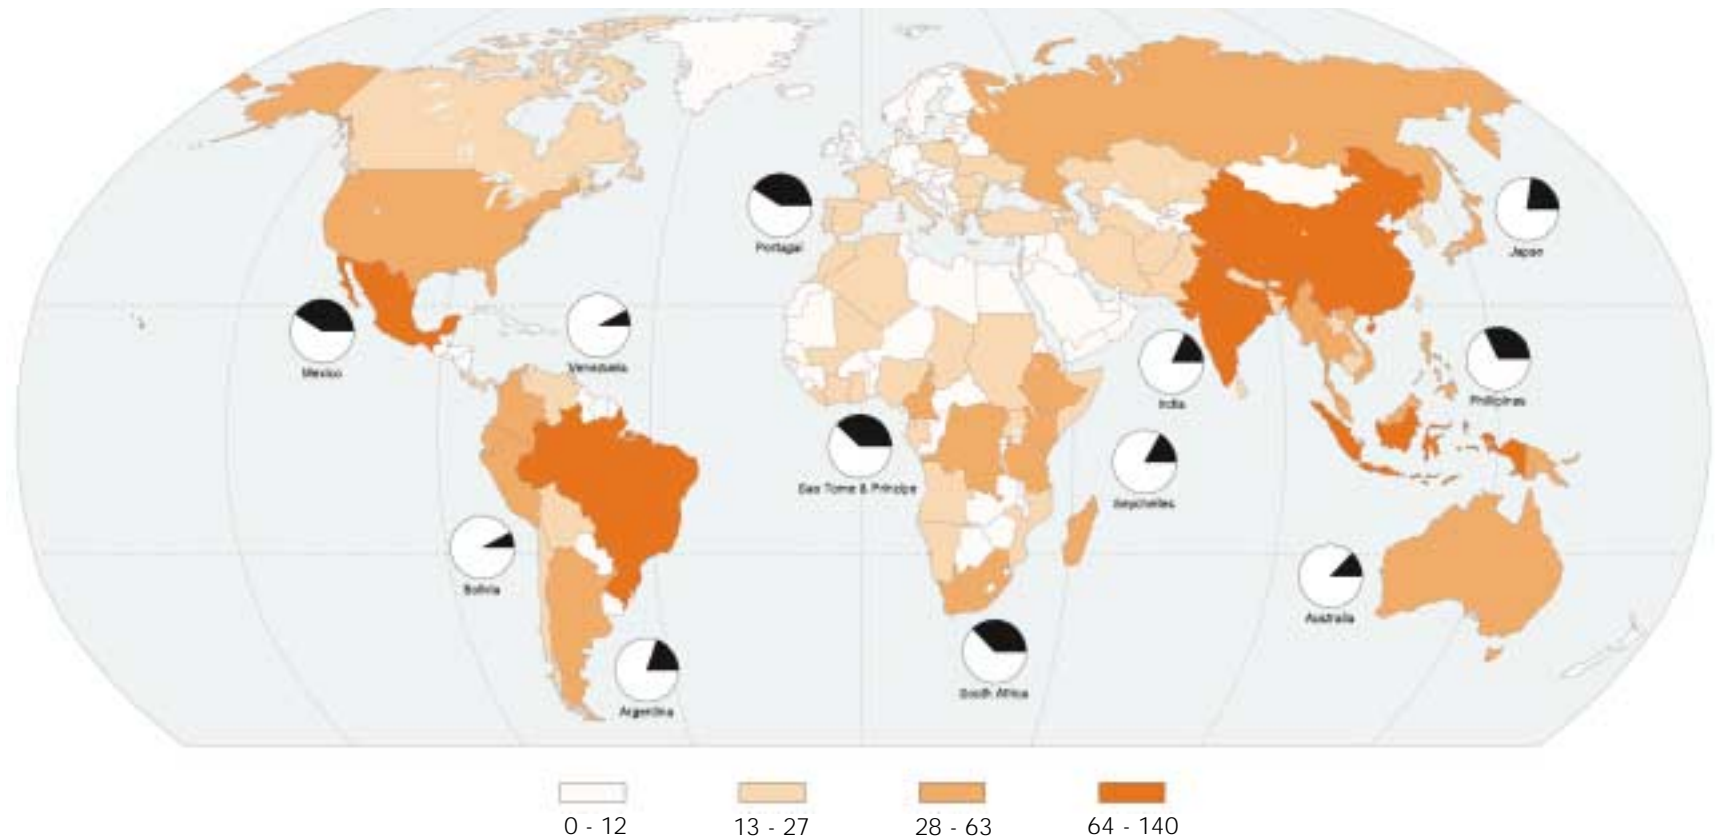 Portugal
Japan
Mexico
Venezuela
India
Philippines
Sao Tome & Principe
Seychelles
Bolivia
Australia
South Africa
Argentina
0 - 12
13 - 27
28 - 63
64 - 140